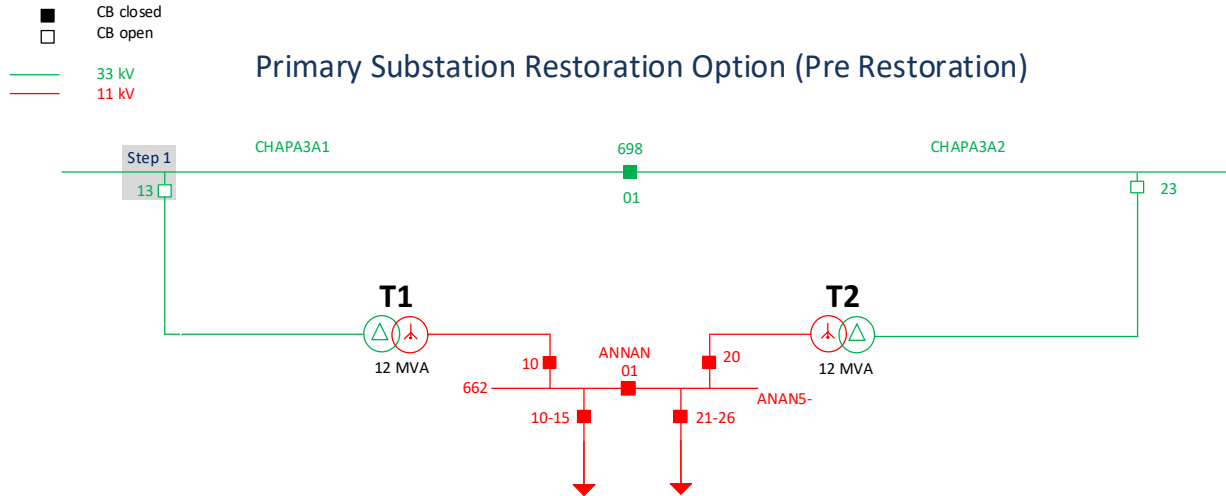 CB closed
CB open
33 kV
11 kV
Primary Substation Restoration Option (Pre Restoration)
Step 1
CHAPA3A1
698
CHAPA3A2
13
01
23
T1
T2
12 MVA
12 MVA
10
ANNAN
01
20
662
ANAN5-
10-15
21-26